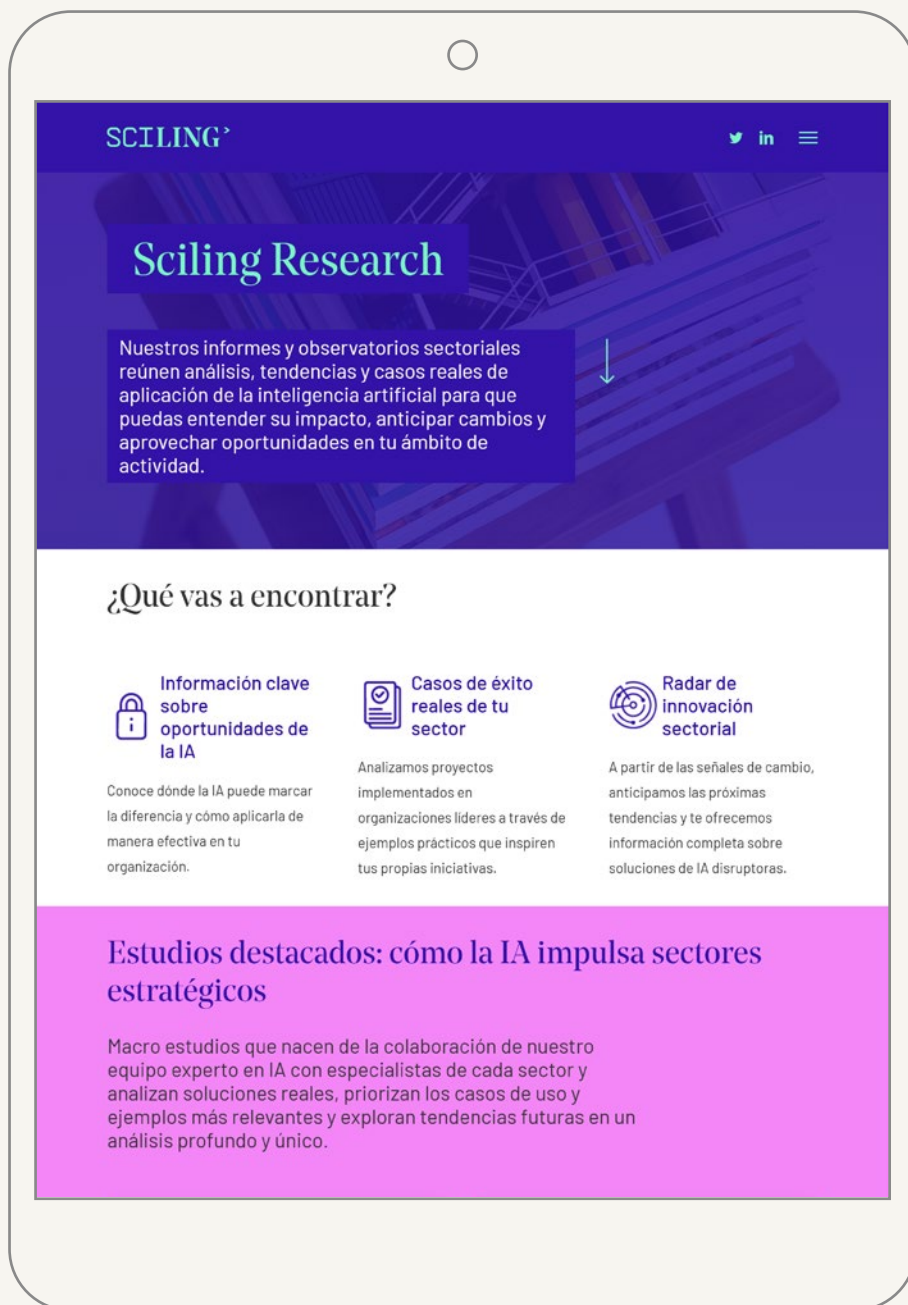 SCILING>
in
Sciling Research
Nuestros informes y observatorios sectoriales
reúnen análisis, tendencias y casos reales de
aplicación de la inteligencia artificial para que
puedas entender su impacto, anticipar cambios y
aprovechar oportunidades en tu ámbito de
actividad.
¿Qué vas a encontrar?
Información clave
sobre
oportunidades de
la IA
Conoce dónde la IA puede marcar
la diferencia y cómo aplicarla de
manera efectiva en tu
organización.
Casos de éxito
reales de tu
sector
Analizamos proyectos
implementados en
organizaciones líderes a través de
ejemplos prácticos que inspiren
tus propias iniciativas.
Radar de
innovación
sectorial
A partir de las señales de cambio,
anticipamos las próximas
tendencias y te ofrecemos
información completa sobre
soluciones de IA disruptoras.
Estudios destacados: cómo la IA impulsa sectores
estratégicos
Macro estudios que nacen de la colaboración de nuestro
equipo experto en IA con especialistas de cada sector y
analizan soluciones reales, priorizan los casos de uso y
ejemplos más relevantes y exploran tendencias futuras en un
análisis profundo y único.